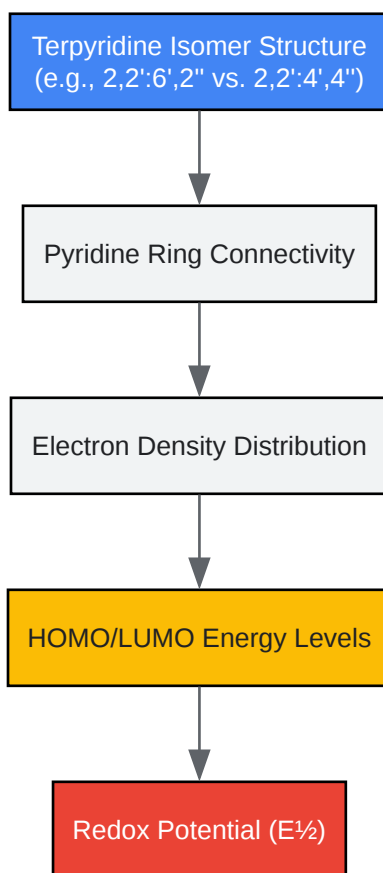 Terpyridine Isomer Structure
(e.g., 2,2':6',2'' vs. 2,2':4',4'')
Pyridine Ring Connectivity
Electron Density Distribution
HOMO/LUMO Energy Levels
Redox Potential (E½)